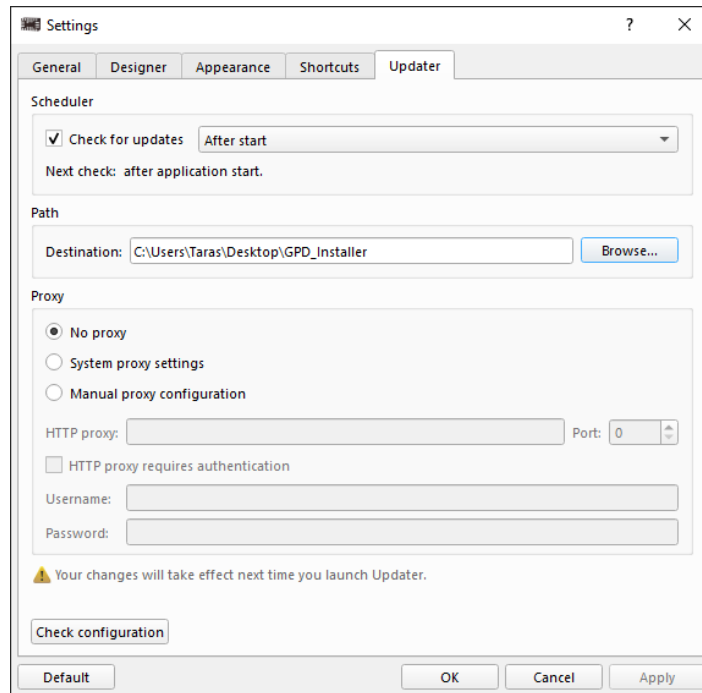 Settings ?
General Designer Appearance Shortcuts Updater
Scheduler
Check for updates After start
Next check: after application start.
Path
Destination: C:\Users\Taras\Desktop\GPD_Installer Browse...
Proxy
No proxy
System proxy settings
Manual proxy configuration
HTTP proxy: Port: 0
HTTP proxy requires authentication
Username:
Password:
Your changes will take effect next time you launch Updater.
Check configuration
Default OK Cancel Apply